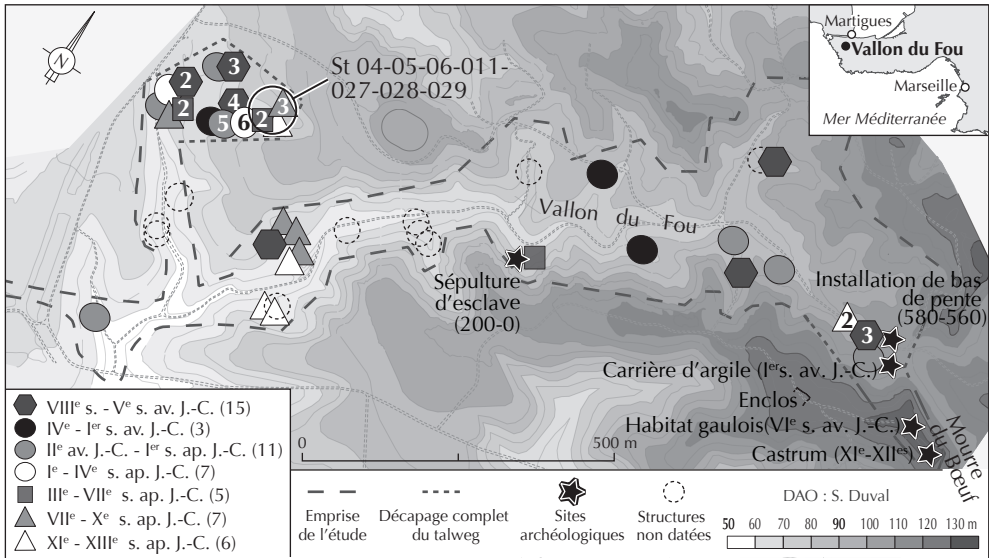 N
St 04-05-06-011-
027-028-029
Martigues
Vallon du Fou
Marseille
Mer Méditerranée
3
2
2
4
5
6
2
3
Vallon du Fou
Sépulture
d'esclave
(200-0)
Installation de bas
de pente
(580-560)
2
3
Carrière d'argile (Iers. av. J.-C.)
Enclos
Habitat gaulois(VIe s. av. J.-C.)
Castrum (XIe-XIIes)
Mourre
du Bœuf
VIIIe s. - Ve s. av. J.-C. (15)
IVe - Ier s. av. J.-C. (3)
IIe av. J.-C. - Ier s. ap. J.-C. (11)
Ie - IVe s. ap. J.-C. (7)
IIIe - VIIe s. ap. J.-C. (5)
VIIe - Xe s. ap. J.-C. (7)
XIe - XIIIe s. ap. J.-C. (6)
0 500 m
Emprise
de l'étude
Décapage complet
du talweg
Sites
archéologiques
Structures
non datées
DAO : S. Duval
50 60 70 80 90 100 110 120 130 m